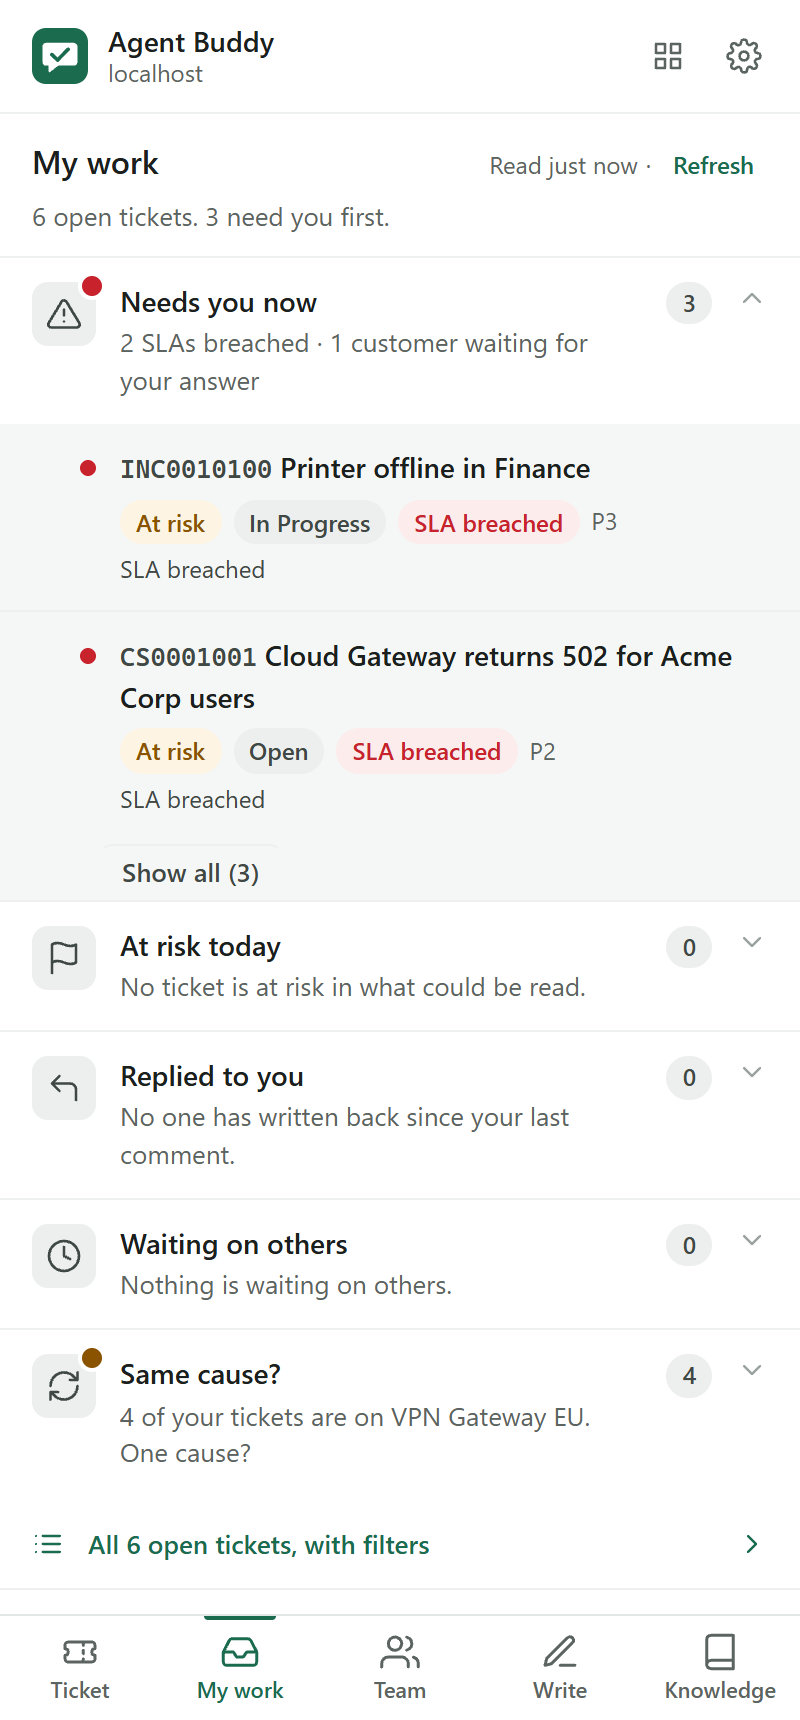 Agent Buddy
localhost
My work
Read just now · Refresh
6 open tickets. 3 need you first.
Needs you now
3
2 SLAs breached · 1 customer waiting for
your answer
INC0010100 Printer offline in Finance
At risk In Progress SLA breached P3
SLA breached
CS0001001 Cloud Gateway returns 502 for Acme
Corp users
At risk Open SLA breached P2
SLA breached
Show all (3)
At risk today
0
No ticket is at risk in what could be read.
Replied to you
0
No one has written back since your last
comment.
Waiting on others
0
Nothing is waiting on others.
Same cause?
4
4 of your tickets are on VPN Gateway EU.
One cause?
All 6 open tickets, with filters
Ticket My work Team Write Knowledge